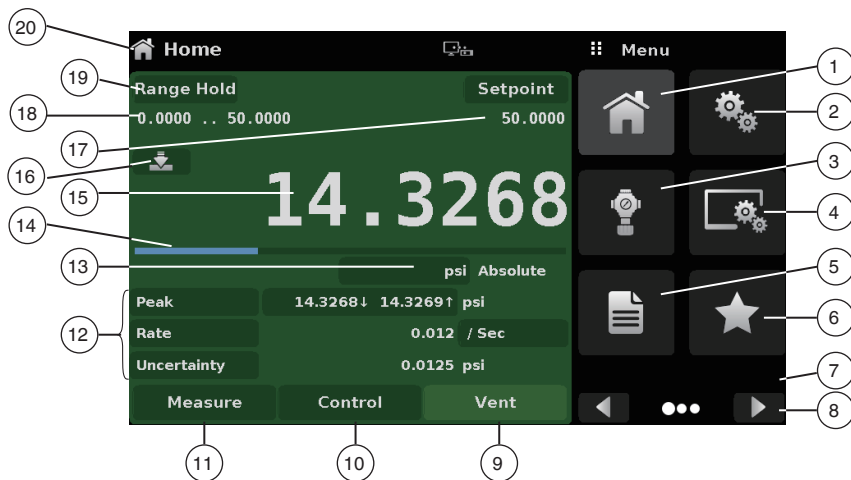 20
Home
Menu
19
Range Hold
Setpoint
1
18
0.0000 .. 50.0000
50.0000
2
17
16
3
15
14.3268
4
14
13
psi Absolute
5
12
Peak
14.3268↓ 14.3269↑ psi
6
Rate
0.012 / Sec
Uncertainty
0.0125 psi
7
Measure
Control
Vent
8
11
10
9